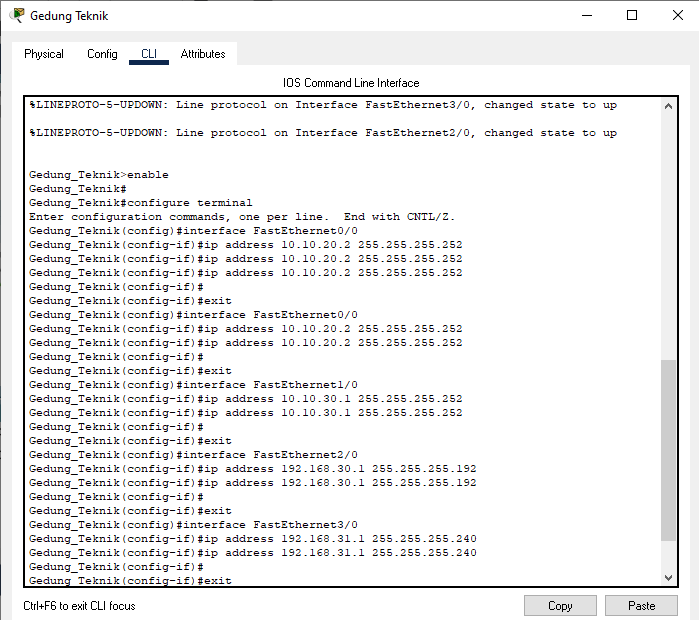 Gedung Teknik
Physical Config CLI Attributes
IOS Command Line Interface
%LINEPROTO-5-UPDOWN: Line protocol on Interface FastEthernet3/0, changed state to up
%LINEPROTO-5-UPDOWN: Line protocol on Interface FastEthernet2/0, changed state to up
Gedung_Teknik>enable
Gedung_Teknik#
Gedung_Teknik#configure terminal
Enter configuration commands, one per line.  End with CNTL/Z.
Gedung_Teknik(config)#interface FastEthernet0/0
Gedung_Teknik(config-if)#ip address 10.10.20.2 255.255.255.252
Gedung_Teknik(config-if)#ip address 10.10.20.2 255.255.255.252
Gedung_Teknik(config-if)#ip address 10.10.20.2 255.255.255.252
Gedung_Teknik(config-if)#
Gedung_Teknik(config-if)#exit
Gedung_Teknik(config)#interface FastEthernet0/0
Gedung_Teknik(config-if)#ip address 10.10.20.2 255.255.255.252
Gedung_Teknik(config-if)#ip address 10.10.20.2 255.255.255.252
Gedung_Teknik(config-if)#
Gedung_Teknik(config-if)#exit
Gedung_Teknik(config)#interface FastEthernet1/0
Gedung_Teknik(config-if)#ip address 10.10.30.1 255.255.255.252
Gedung_Teknik(config-if)#ip address 10.10.30.1 255.255.255.252
Gedung_Teknik(config-if)#
Gedung_Teknik(config-if)#exit
Gedung_Teknik(config)#interface FastEthernet2/0
Gedung_Teknik(config-if)#ip address 192.168.30.1 255.255.255.192
Gedung_Teknik(config-if)#ip address 192.168.30.1 255.255.255.192
Gedung_Teknik(config-if)#
Gedung_Teknik(config-if)#exit
Gedung_Teknik(config)#interface FastEthernet3/0
Gedung_Teknik(config-if)#ip address 192.168.31.1 255.255.255.240
Gedung_Teknik(config-if)#ip address 192.168.31.1 255.255.255.240
Gedung_Teknik(config-if)#
Gedung_Teknik(config-if)#exit
Ctrl+F6 to exit CLI focus
Copy Paste